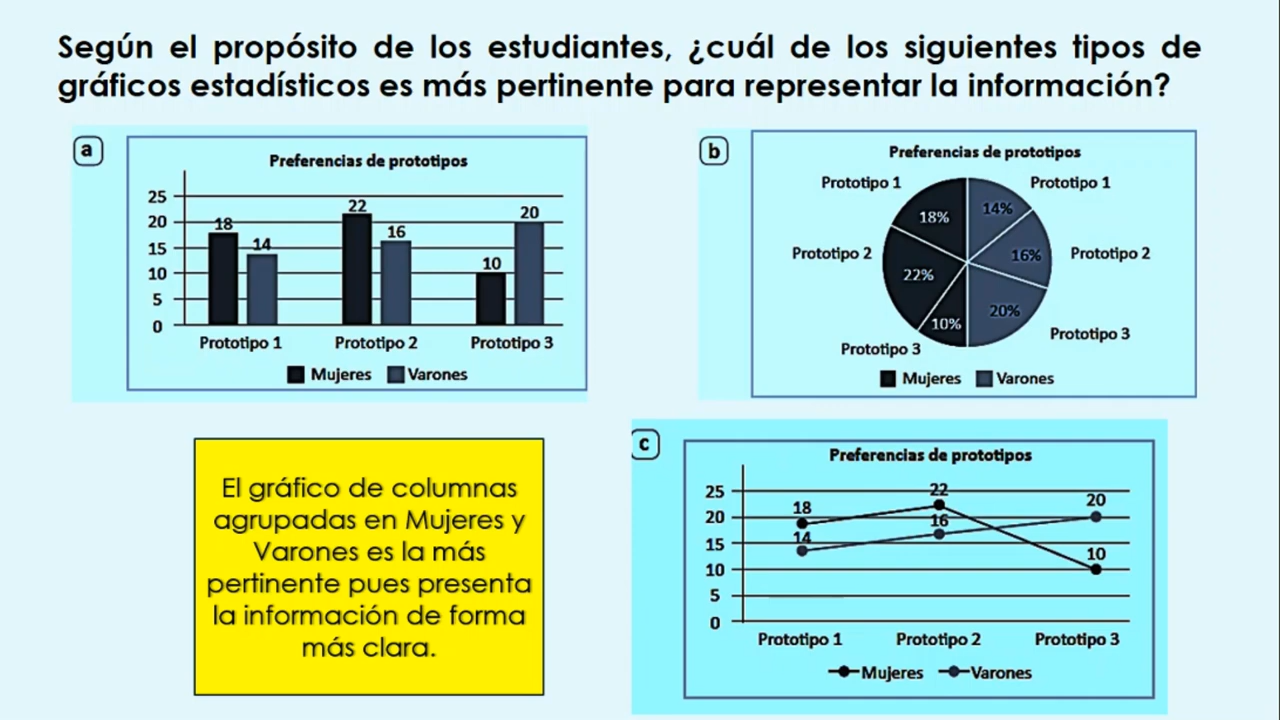 Según el propósito de los estudiantes, ¿cuál de los siguientes tipos de
gráficos estadísticos es más pertinente para representar la información?
a
Preferencias de prototipos
25
20
15
10
5
0
18
14
22
16
10
20
Prototipo 1
Prototipo 2
Prototipo 3
Mujeres
Varones
b
Preferencias de prototipos
Prototipo 1
Prototipo 1
18%
14%
Prototipo 2
22%
16%
Prototipo 2
10%
20%
Prototipo 3
Prototipo 3
Mujeres
Varones
El gráfico de columnas
agrupadas en Mujeres y
Varones es la más
pertinente pues presenta
la información de forma
más clara.
c
Preferencias de prototipos
25
20
15
10
5
0
18
14
22
16
20
10
Prototipo 1
Prototipo 2
Prototipo 3
Mujeres
Varones